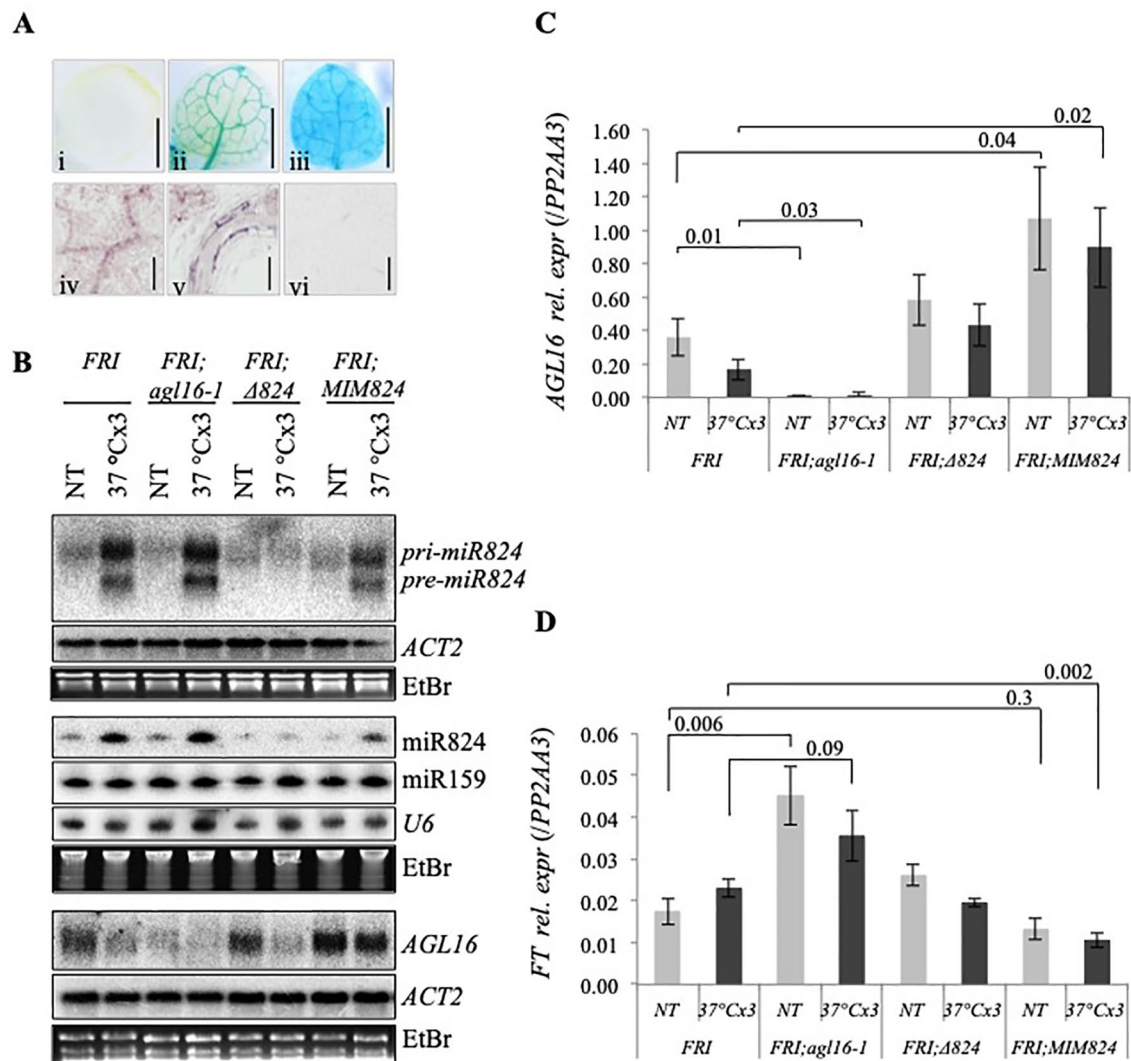 A
i
ii
iii
iv
v
vi
B
FRI
FRI;
agl16-1
FRI;
Δ824
FRI;
MIM824
NT
37 °Cx3
NT
37 °Cx3
NT
37 °Cx3
NT
37 °Cx3
pri-miR824
pre-miR824
ACT2
EtBr
miR824
miR159
U6
EtBr
AGL16
ACT2
EtBr
C
AGL16 rel. expr (/PP2AA3)
1.60
1.40
1.20
1.00
0.80
0.60
0.40
0.20
0.00
0.02
0.04
0.03
0.01
NT 37°Cx3 NT 37°Cx3 NT 37°Cx3 NT 37°Cx3
FRI FRI;agl16-1 FRI;Δ824 FRI;MIM824
D
FT rel. expr (/PP2AA3)
0.06
0.05
0.04
0.03
0.02
0.01
0.00
0.002
0.3
0.006
0.09
NT 37°Cx3 NT 37°Cx3 NT 37°Cx3 NT 37°Cx3
FRI FRI;agl16-1 FRI;Δ824 FRI;MIM824